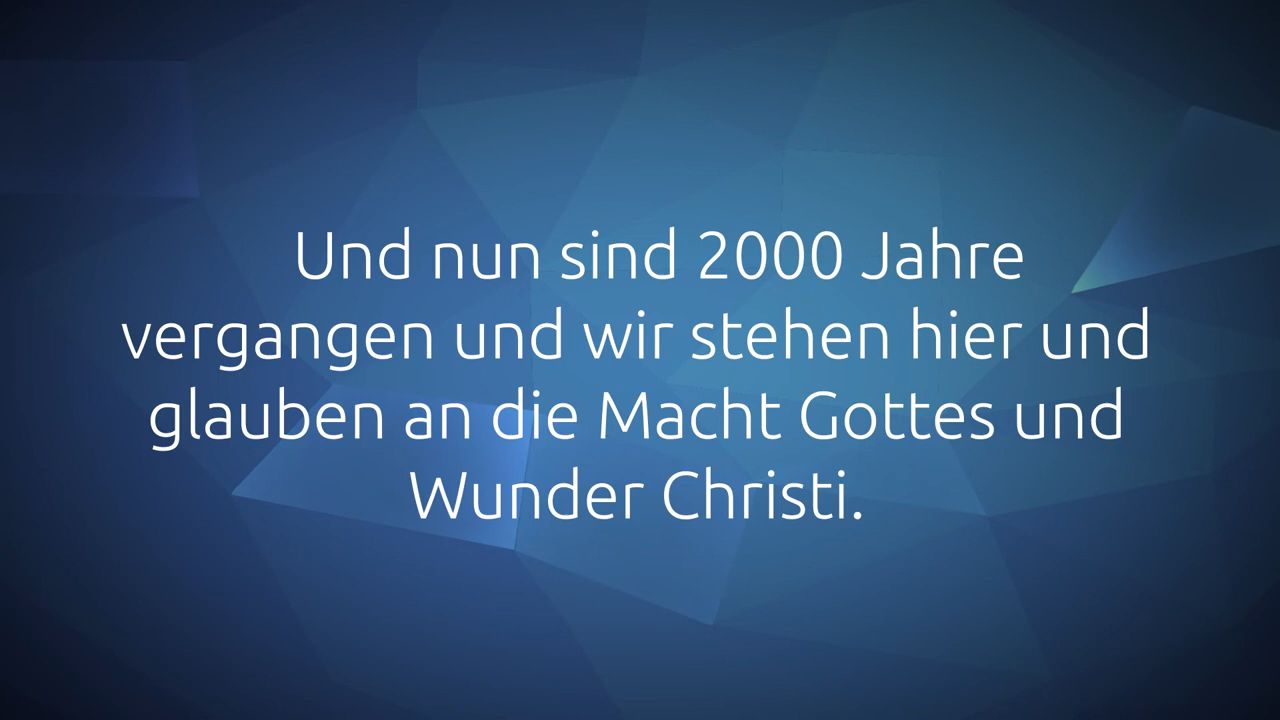 Und nun sind 2000 Jahre
vergangen und wir stehen hier und
glauben an die Macht Gottes und
Wunder Christi.